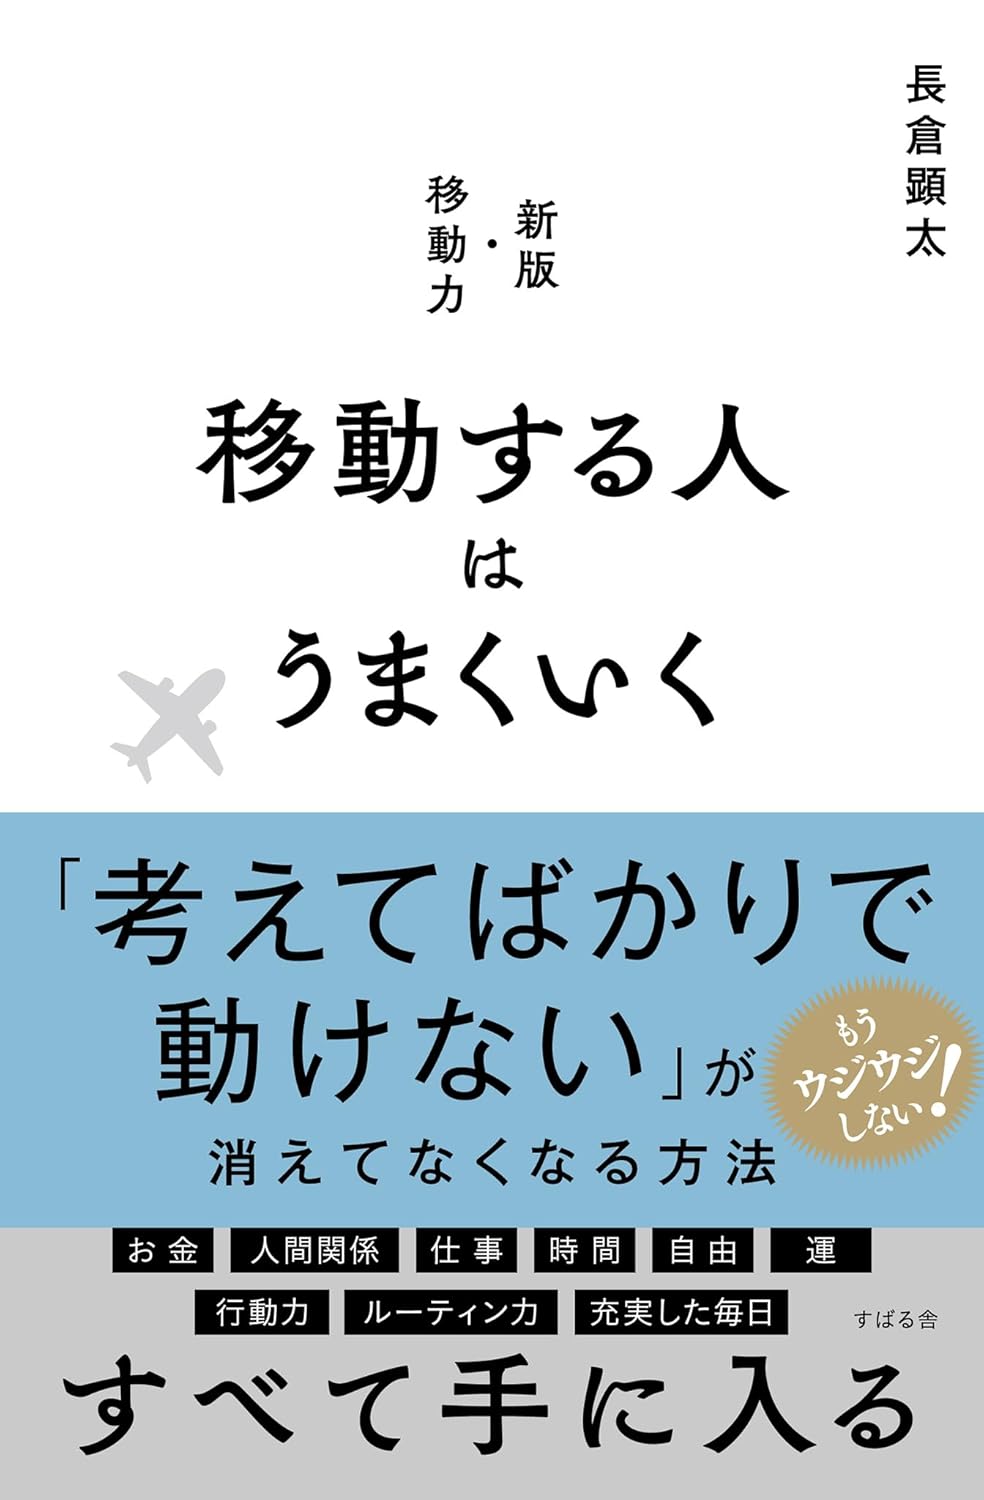 長倉顕太
新版・
移動力
移動する人
は
うまくいく
「考えてばかりで
動けない」が
消えてなくなる方法
もう
ウジウジ
しない!
お金 人間関係 仕事 時間 自由 運
行動力 ルーティン力 充実した毎日
すばる舎
すべて手に入る